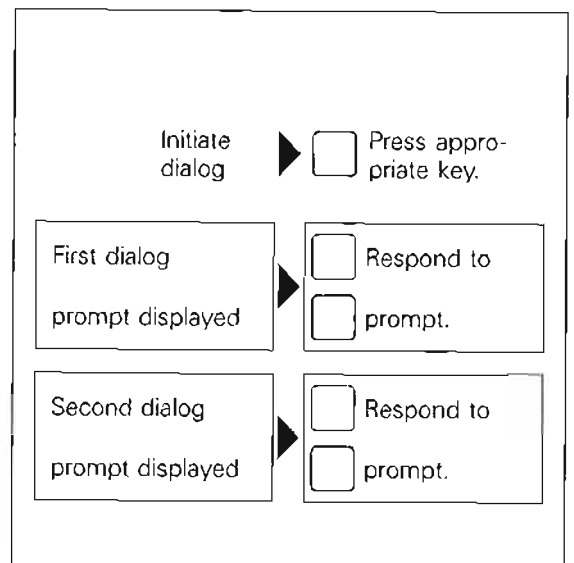 Initiate
dialog
Press appro-
priate key.
First dialog
prompt displayed
Respond to
prompt.
Second dialog
prompt displayed
Respond to
prompt.